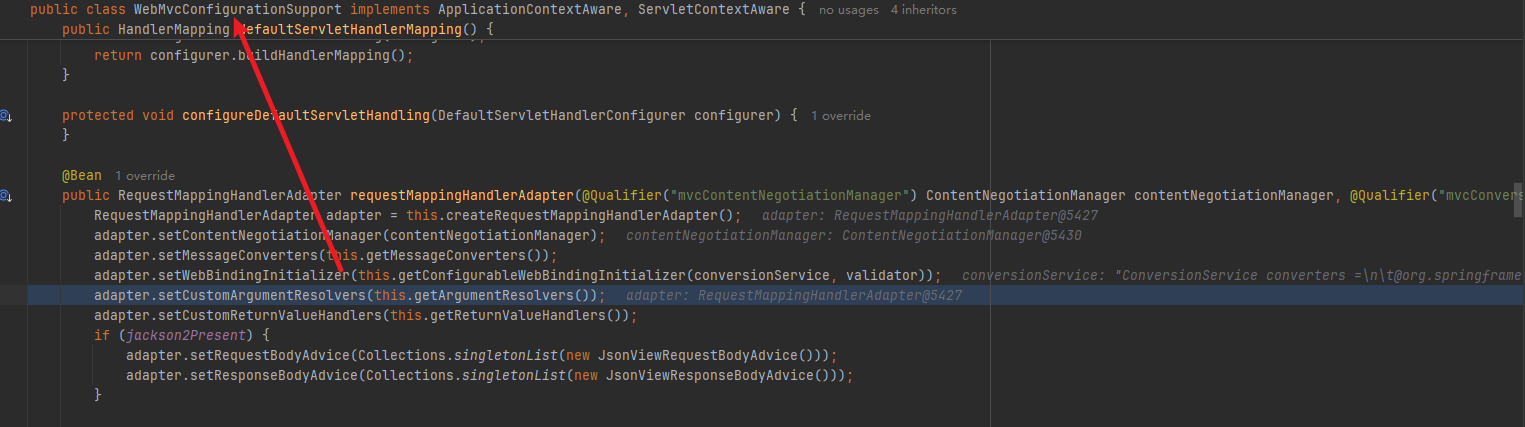 public class WebMvcConfigurationSupport implements ApplicationContextAware, ServletContextAware { no usages 4 inheritors
public HandlerMapping defaultServletHandlerMapping() {
return configurer.buildHandlerMapping();
}
protected void configureDefaultServletHandling(DefaultServletHandlerConfigurer configurer) { 1 override
}
@Bean 1 override
public RequestMappingHandlerAdapter requestMappingHandlerAdapter(@Qualifier("mvcContentNegotiationManager") ContentNegotiationManager contentNegotiationManager, @Qualifier("mvcConvers
RequestMappingHandlerAdapter adapter = this.createRequestMappingHandlerAdapter(); adapter: RequestMappingHandlerAdapter@5427
adapter.setContentNegotiationManager(contentNegotiationManager); contentNegotiationManager: ContentNegotiationManager@5430
adapter.setMessageConverters(this.getMessageConverters());
adapter.setWebBindingInitializer(this.getConfigurableWebBindingInitializer(conversionService, validator)); conversionService: "ConversionService converters =\n\t@org.springframe
adapter.setCustomArgumentResolvers(this.getArgumentResolvers()); adapter: RequestMappingHandlerAdapter@5427
adapter.setCustomReturnValueHandlers(this.getReturnValueHandlers());
if (jackson2Present) {
adapter.setRequestBodyAdvice(Collections.singletonList(new JsonViewRequestBodyAdvice()));
adapter.setResponseBodyAdvice(Collections.singletonList(new JsonViewResponseBodyAdvice()));
}